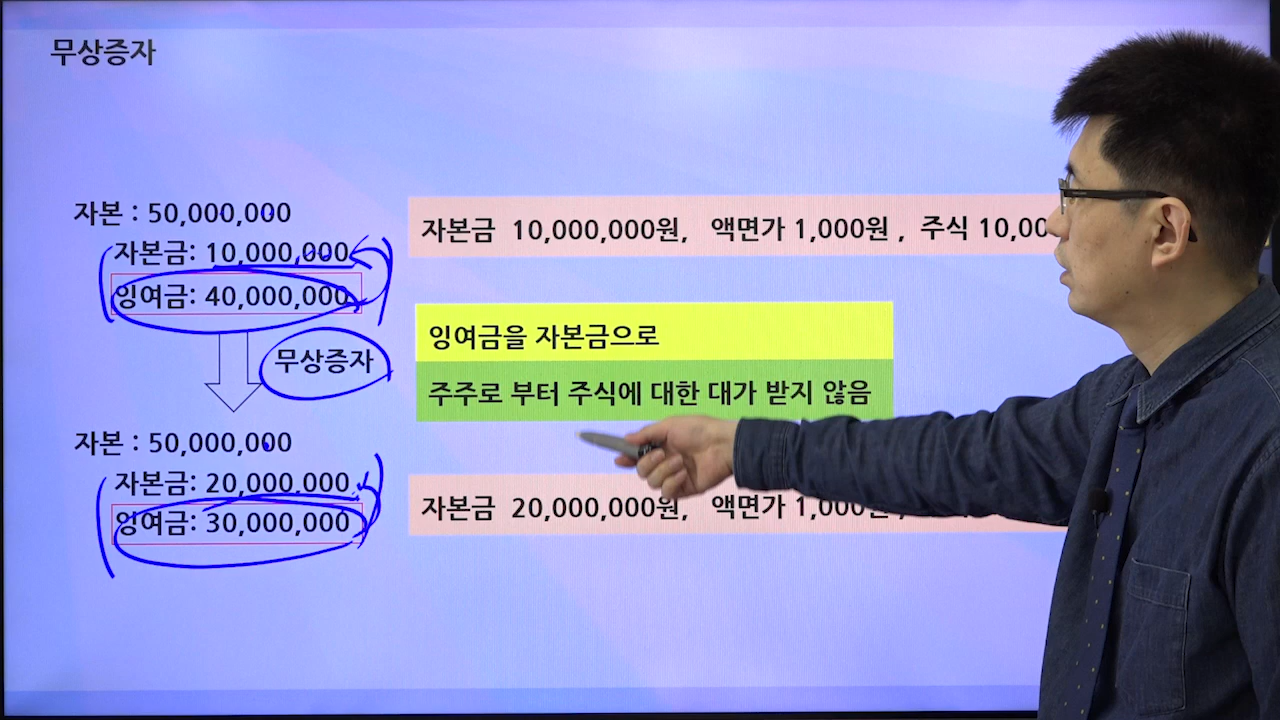 무상증자
자본 : 50,000,000
자본금: 10,000,000
잉여금: 40,000,000
무상증자
자본 : 50,000,000
자본금: 20,000,000
잉여금: 30,000,000
자본금 10,000,000원, 액면가 1,000원 , 주식
잉여금을 자본금으로
주주로 부터 주식에 대한 대가 받지 않음
자본금 20,000,000원, 액면가 1,000원 ,